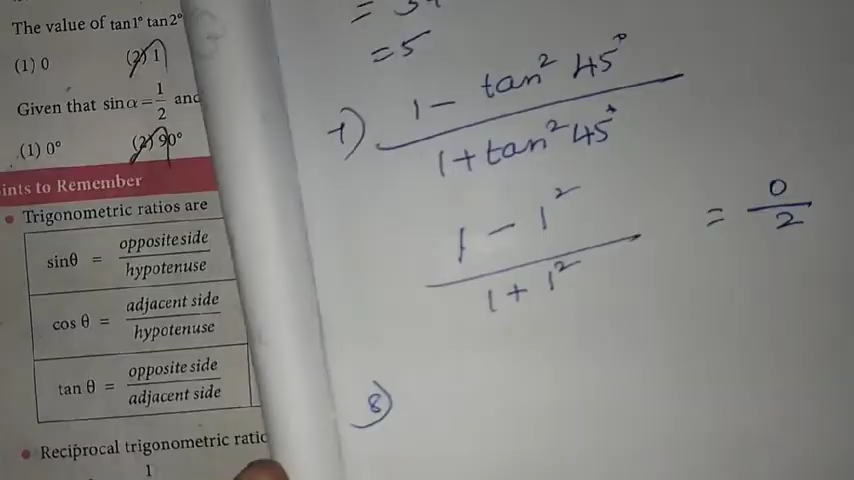 The value of tan1° tan2°
(1) 0 (2) 1
Given that sin α = 1/2 and
(1) 0° (2) 90°
ints to Remember
• Trigonometric ratios are
sinθ = opposite side / hypotenuse
cos θ = adjacent side / hypotenuse
tan θ = opposite side / adjacent side
• Reciprocal trigonometric ratio
1
= 5
7) 1 - tan² 45° / 1 + tan² 45°
1 - 1² / 1 + 1² = 0/2
8)